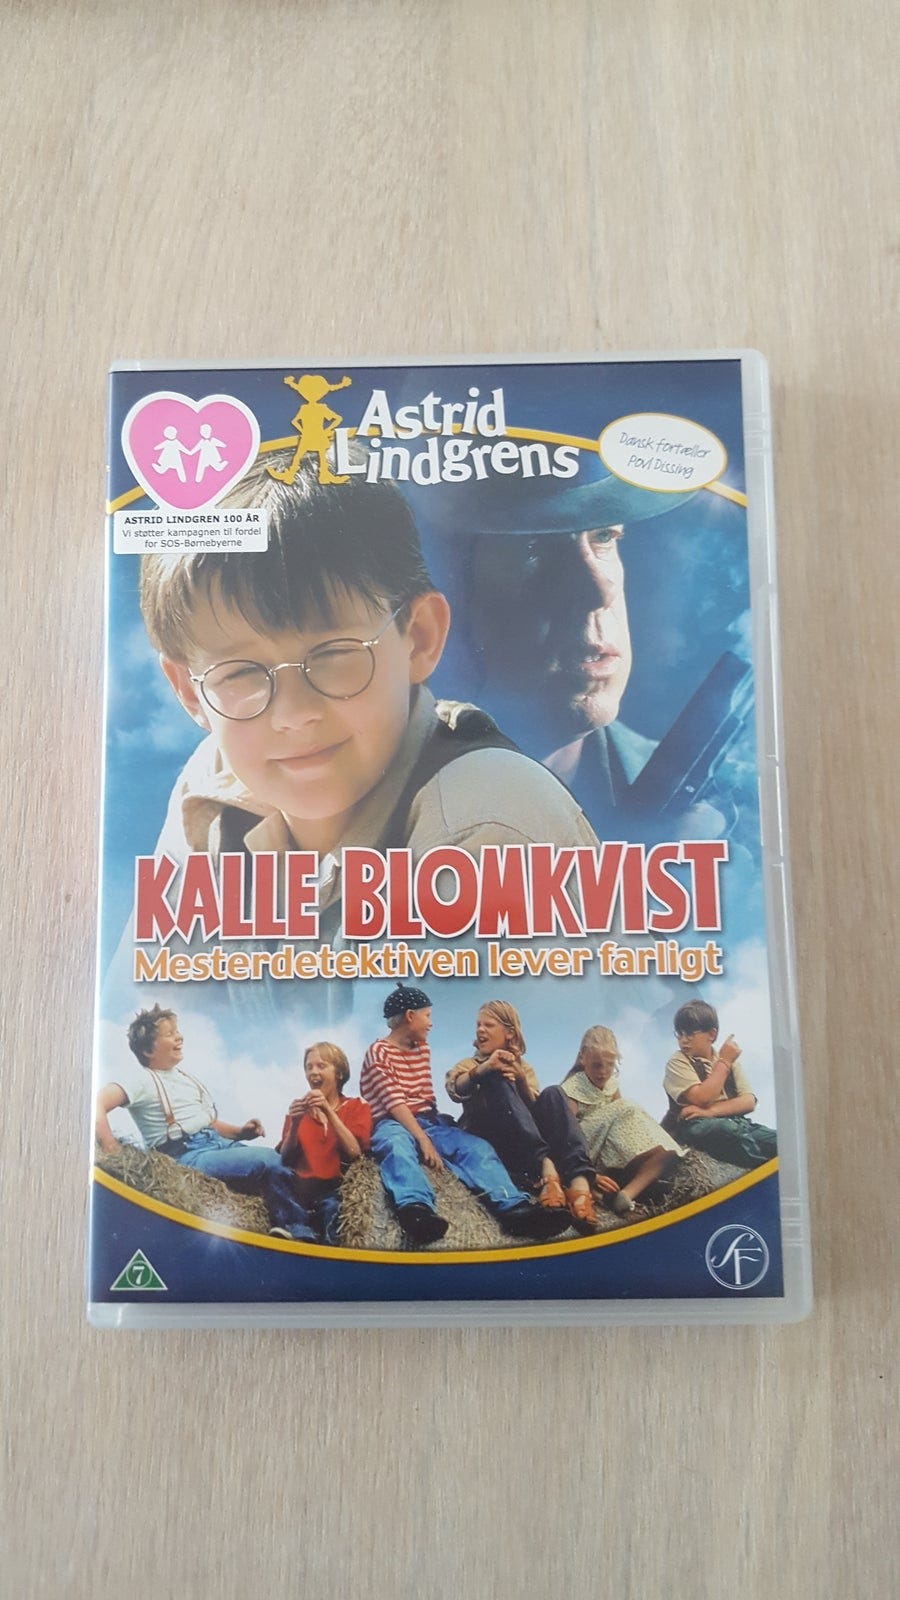 Astrid
Lindgrens
Dansk fortæller
Povl Dissing
ASTRID LINDGREN 100 ÅR
Vi støtter kampagnen til fordel
for SOS-Børnebyerne
KALLE BLOMKVIST
Mesterdetektiven lever farligt
7
SF